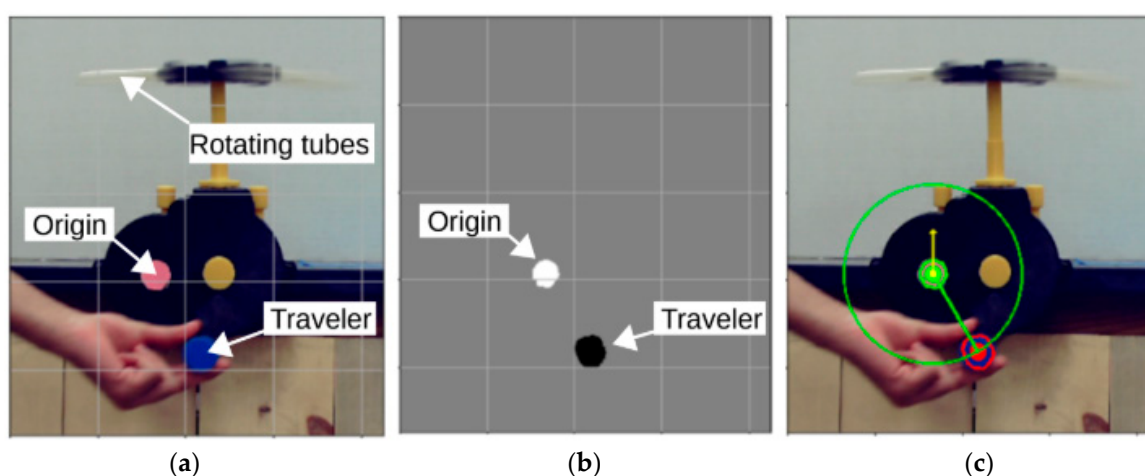 Rotating tubes
Origin
Traveler
Origin
Traveler
(a)
(b)
(c)